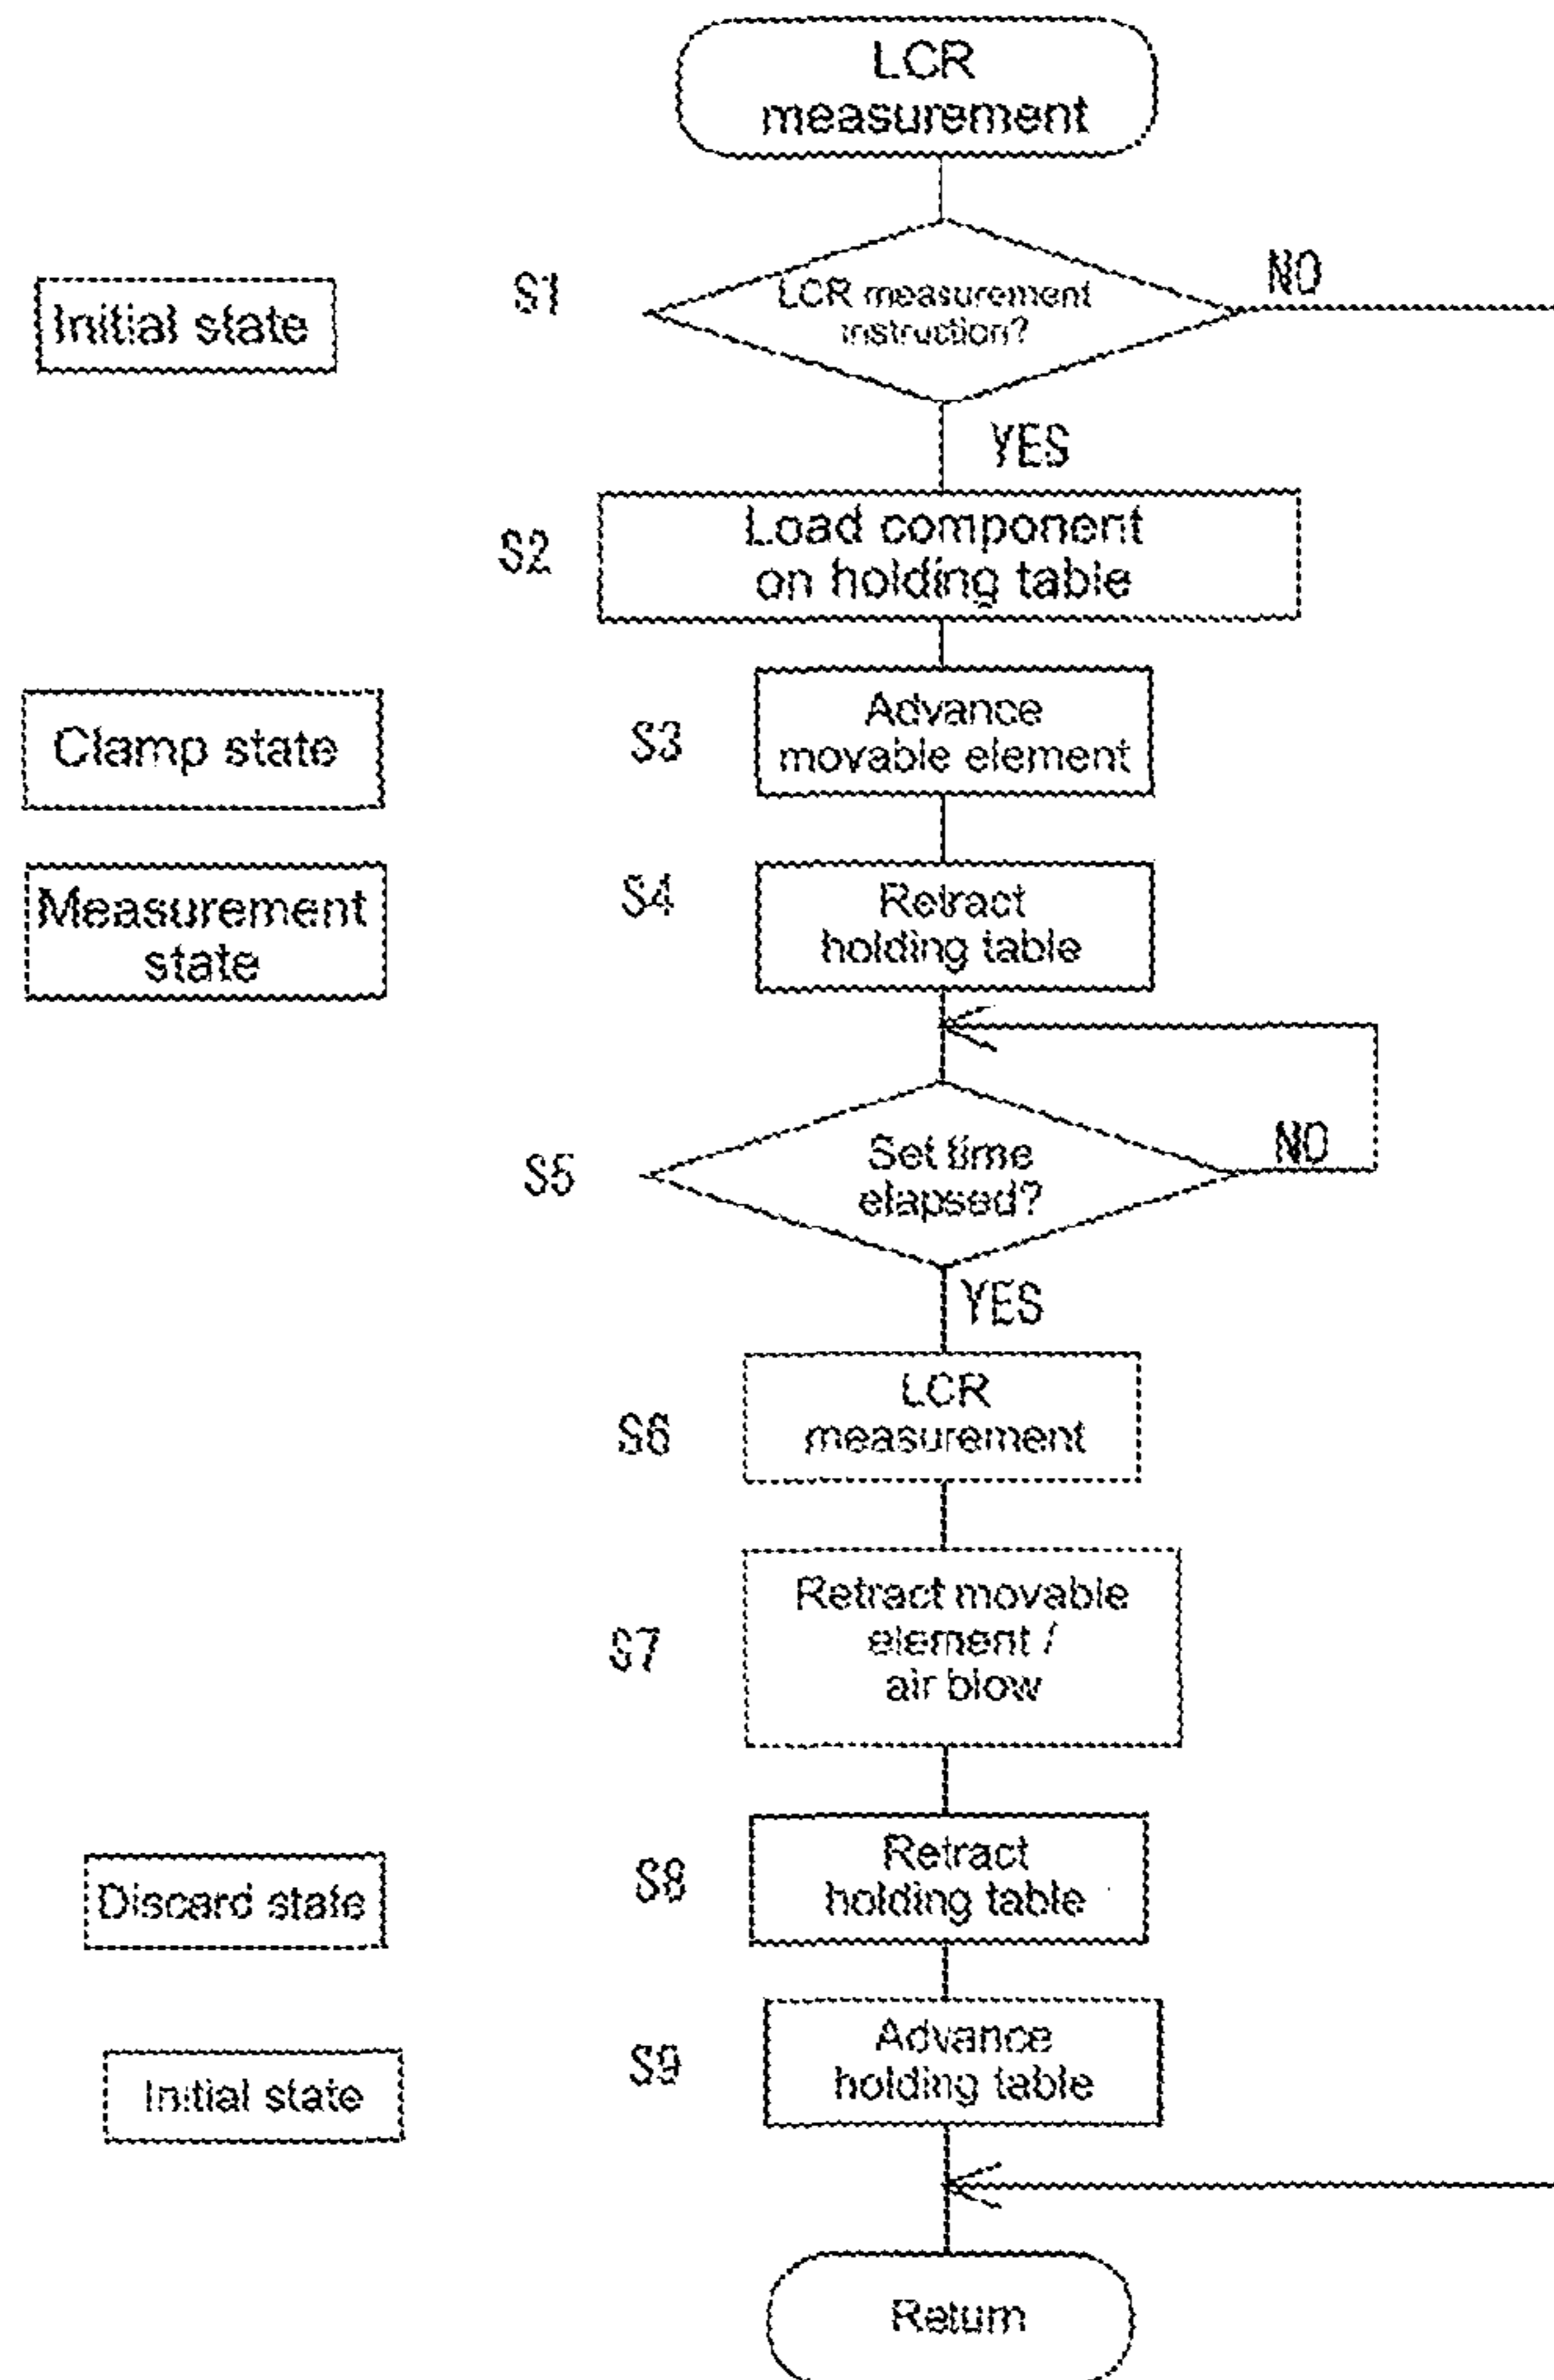 LCR
measurement
Initial state
S1
LCR measurement
instruction?
NO
YES
S2
Load component
on holding table
Clamp state
S3
Advance
movable element
Measurement
state
S4
Retract
holding table
S5
Set time
elapsed?
NO
YES
S6
LCR
measurement
S7
Retract movable
element /
air blow
Discard state
S8
Retract
holding table
Initial state
S9
Advance
holding table
Return